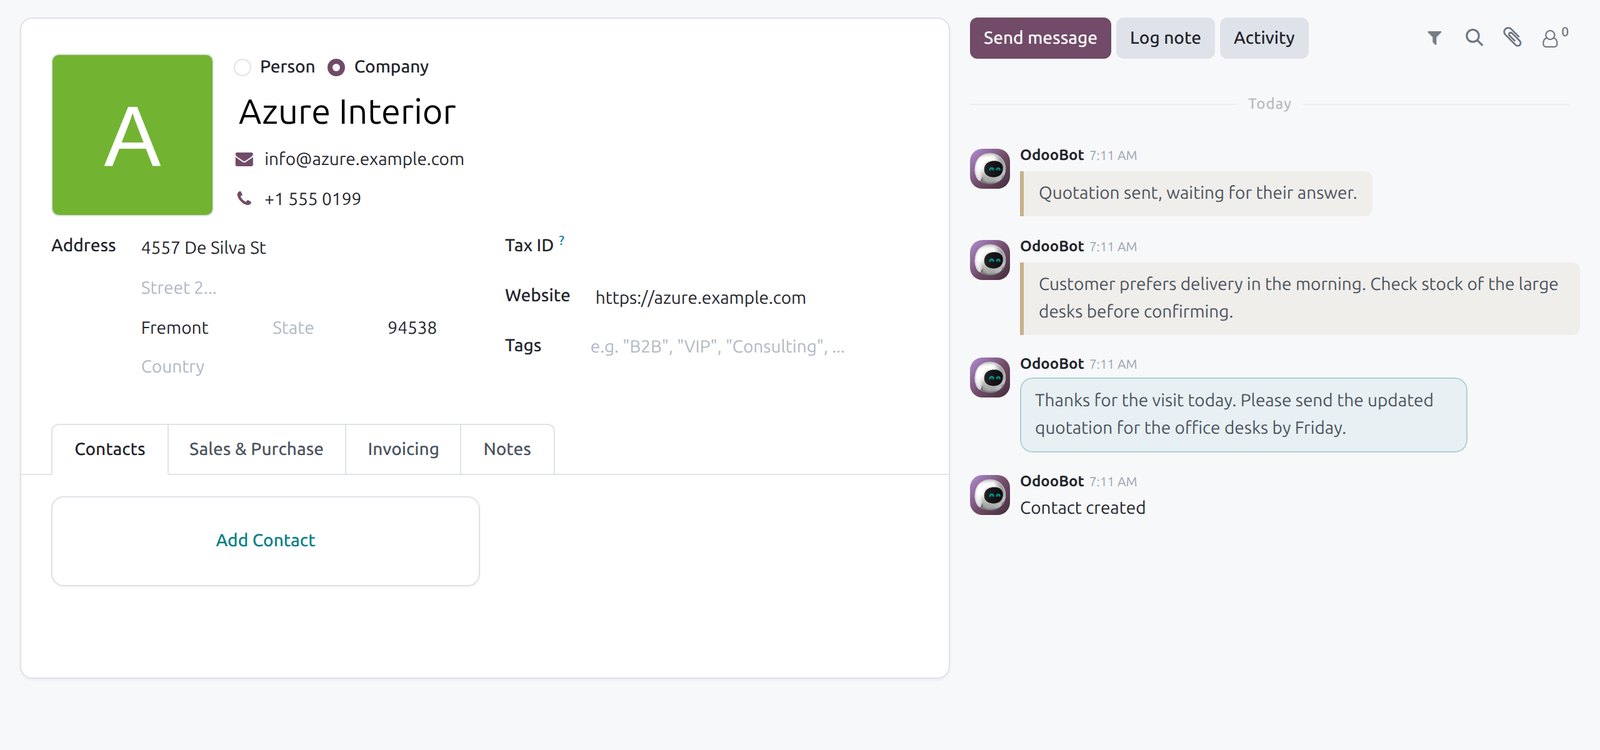 A
Person Company
Azure Interior
info@azure.example.com
+1 555 0199
Address 4557 De Silva St
Street 2...
Fremont State 94538
Country
Tax ID ?
Website https://azure.example.com
Tags e.g. "B2B", "VIP", "Consulting", ...
Contacts Sales & Purchase Invoicing Notes
Add Contact
Send message Log note Activity 0
Today
OdooBot 7:11 AM
Quotation sent, waiting for their answer.
OdooBot 7:11 AM
Customer prefers delivery in the morning. Check stock of the large
desks before confirming.
OdooBot 7:11 AM
Thanks for the visit today. Please send the updated
quotation for the office desks by Friday.
OdooBot 7:11 AM
Contact created